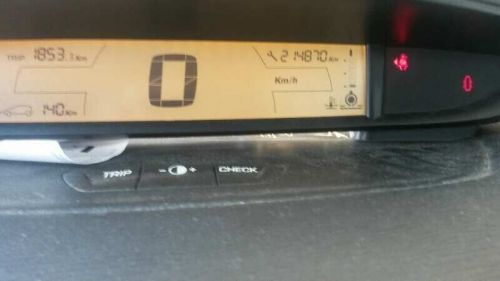 TRIP 1853.1 Km
214870 Km
0
Km/h
0
140 Km
TRIP - + CHECK